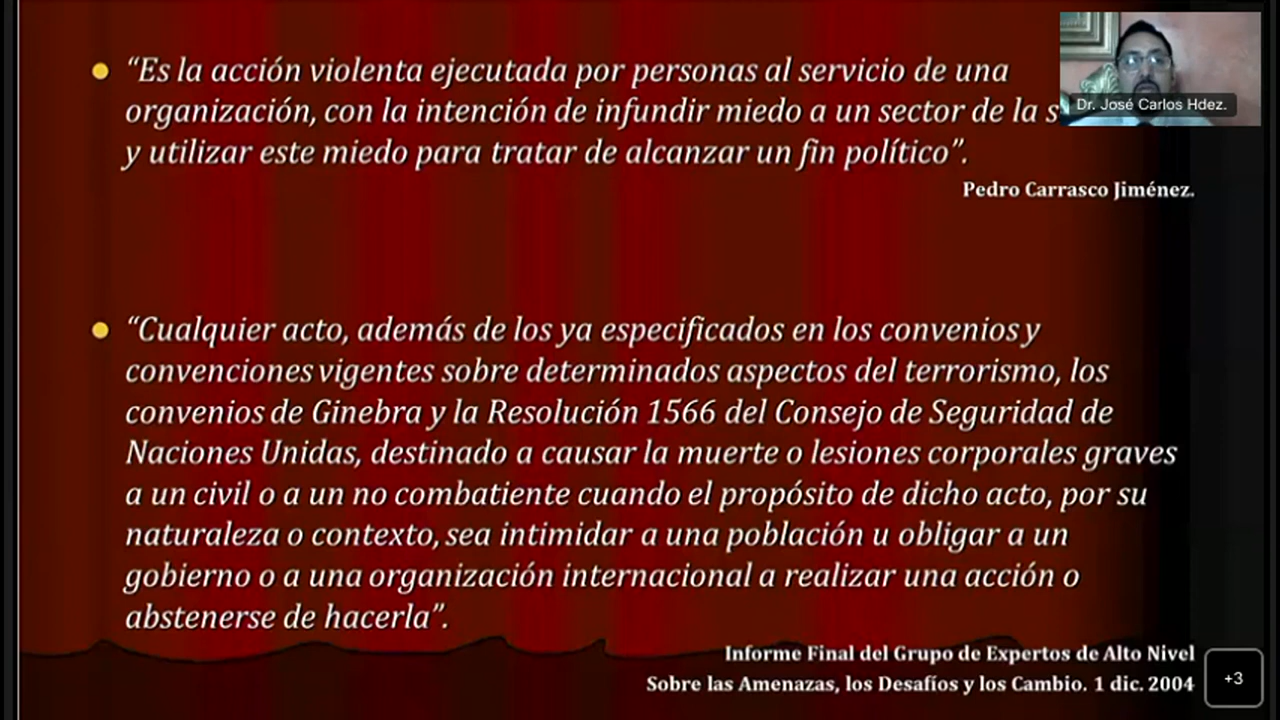 “Es la acción violenta ejecutada por personas al servicio de una
organización, con la intención de infundir miedo a un sector de la
y utilizar este miedo para tratar de alcanzar un fin político”.
Pedro Carrasco Jiménez.
“Cualquier acto, además de los ya especificados en los convenios y
convenciones vigentes sobre determinados aspectos del terrorismo, los
convenios de Ginebra y la Resolución 1566 del Consejo de Seguridad de
Naciones Unidas, destinado a causar la muerte o lesiones corporales graves
a un civil o a un no combatiente cuando el propósito de dicho acto, por su
naturaleza o contexto, sea intimidar a una población u obligar a un
gobierno o a una organización internacional a realizar una acción o
abstenerse de hacerla”.
Informe Final del Grupo de Expertos de Alto Nivel
Sobre las Amenazas, los Desafíos y los Cambio. 1 dic. 2004
Dr. José Carlos Hdez.
+3